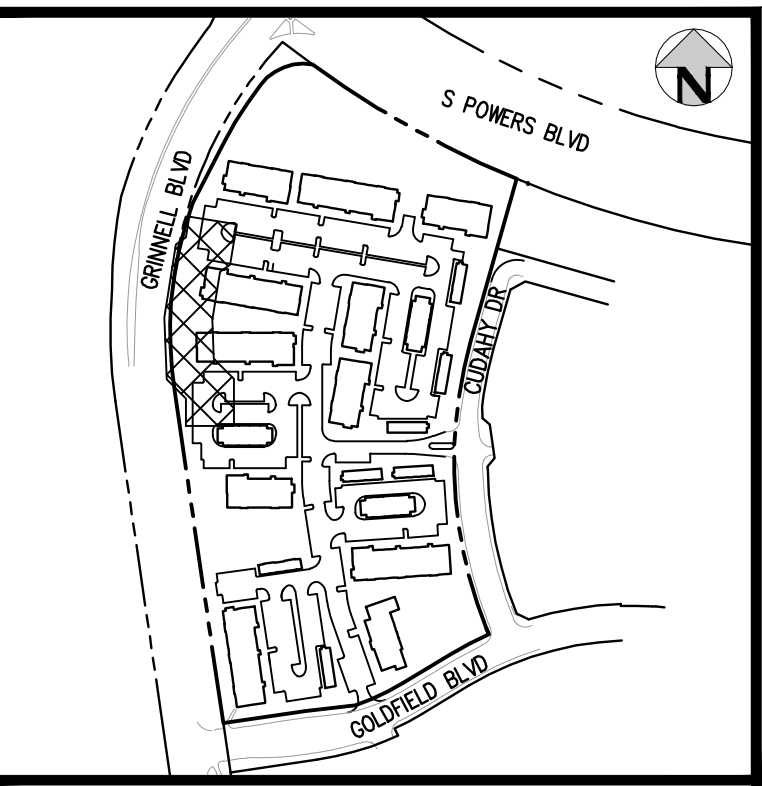 N
S POWERS BLVD
GRINNELL BLVD
CUDAHY DR
GOLDFIELD BLVD